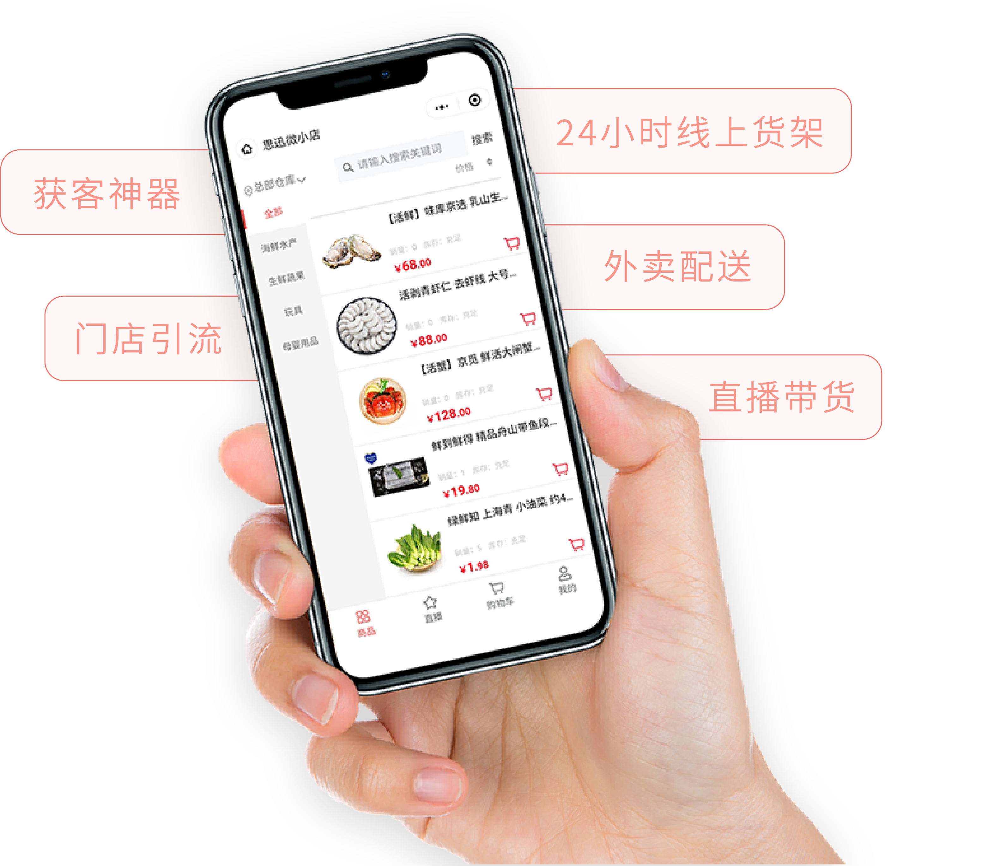 24小时线上货架
获客神器
外卖配送
门店引流
直播带货
思迅微小店
请输入搜索关键词
搜索
总部仓库
价格
全部
海鲜水产
生鲜蔬果
玩具
母婴用品
【活鲜】味库京选 乳山生...
销量：0 库存：充足
¥68.00
活剥青虾仁 去虾线 大号...
销量：0 库存：充足
¥88.00
【活蟹】京觅 鲜活大闸蟹...
销量：0 库存：充足
¥128.00
鲜到鲜得 精品舟山带鱼段...
销量：1 库存：充足
¥19.80
绿鲜知 上海青 小油菜 约4...
销量：5 库存：充足
¥1.98
商品
直播
购物车
我的